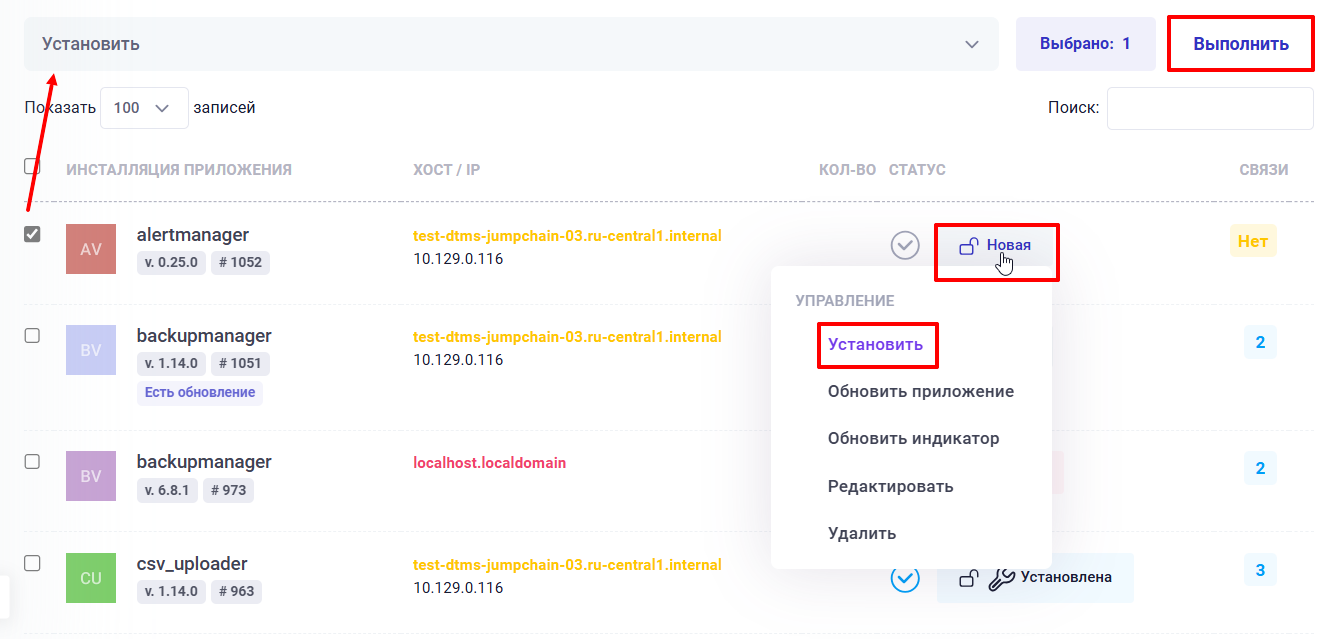 Установить
Выбрано: 1
Выполнить
Показать 100 записей
Поиск:
ИНСТАЛЛЯЦИЯ ПРИЛОЖЕНИЯ ХОСТ / IP КОЛ-ВО СТАТУС СВЯЗИ
AV
alertmanager
v. 0.25.0 # 1052
test-dtms-jumpchain-03.ru-central1.internal
10.129.0.116
Новая
Нет
УПРАВЛЕНИЕ
Установить
Обновить приложение
Обновить индикатор
Редактировать
Удалить
BV
backupmanager
v. 1.14.0 # 1051
Есть обновление
test-dtms-jumpchain-03.ru-central1.internal
10.129.0.116
2
BV
backupmanager
v. 6.8.1 # 973
localhost.localdomain
2
CU
csv_uploader
v. 1.14.0 # 963
test-dtms-jumpchain-03.ru-central1.internal
10.129.0.116
Установлена
3